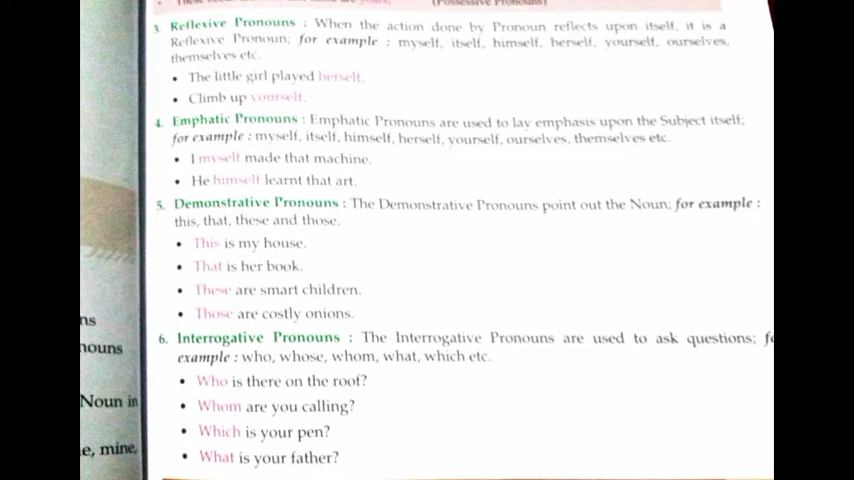 (Possessive Pronouns)
3. Reflexive Pronouns : When the action done by Pronoun reflects upon itself, it is a
Reflexive Pronoun; for example : myself, itself, himself, herself, yourself, ourselves,
themselves etc.
• The little girl played herself.
• Climb up yourself.
4. Emphatic Pronouns : Emphatic Pronouns are used to lay emphasis upon the Subject itself;
for example : myself, itself, himself, herself, yourself, ourselves, themselves etc.
• I myself made that machine.
• He himself learnt that art.
5. Demonstrative Pronouns : The Demonstrative Pronouns point out the Noun; for example :
this, that, these and those.
• This is my house.
• That is her book.
• These are smart children.
• Those are costly onions.
6. Interrogative Pronouns : The Interrogative Pronouns are used to ask questions; fo
example : who, whose, whom, what, which etc.
• Who is there on the roof?
• Whom are you calling?
• Which is your pen?
• What is your father?
ns
nouns
Noun in
e, mine,